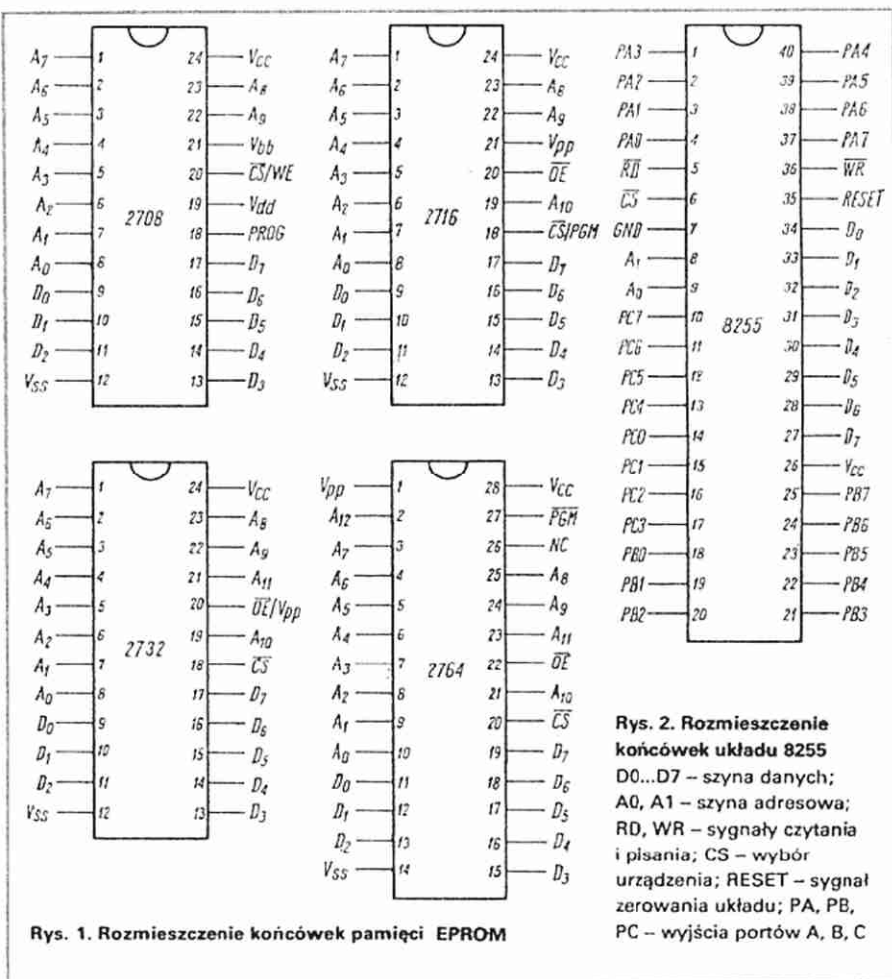 A7 1 24 VCC
A6 2 23 A8
A5 3 22 A9
A4 4 21 Vbb
A3 5 20 CS/WE
A2 6 19 Vdd
2708
A1 7 18 PROG
A0 8 17 D7
D0 9 16 D6
D1 10 15 D5
D2 11 14 D4
VSS 12 13 D3
A7 1 24 VCC
A6 2 23 A8
A5 3 22 A9
A4 4 21 Vpp
A3 5 20 OE
A2 6 19 A10
2716
A1 7 18 CS/PGM
A0 8 17 D7
D0 9 16 D6
D1 10 15 D5
D2 11 14 D4
VSS 12 13 D3
A7 1 24 VCC
A6 2 23 A8
A5 3 22 A9
A4 4 21 A11
A3 5 20 OE/Vpp
A2 6 19 A10
2732
A1 7 18 CS
A0 8 17 D7
D0 9 16 D6
D1 10 15 D5
D2 11 14 D4
VSS 12 13 D3
Vpp 1 28 VCC
A12 2 27 PGM
A7 3 26 NC
A6 4 25 A8
A5 5 24 A9
A4 6 23 A11
A3 7 2764 22 OE
A2 8 21 A10
A1 9 20 CS
A0 10 19 D7
D0 11 18 D6
D1 12 17 D5
D2 13 16 D4
VSS 14 15 D3
Rys. 1. Rozmieszczenie końcówek pamięci EPROM
PA3 1 40 PA4
PA2 2 39 PA5
PA1 3 38 PA6
PA0 4 37 PA7
RD 5 36 WR
CS 6 35 RESET
GND 7 34 D0
A1 8 33 D1
A0 9 32 D2
PC7 10 31 D3
8255
PC6 11 30 D4
PC5 12 29 D5
PC4 13 28 D6
PC0 14 27 D7
PC1 15 26 VCC
PC2 16 25 PB7
PC3 17 24 PB6
PB0 18 23 PB5
PB1 19 22 PB4
PB2 20 21 PB3
Rys. 2. Rozmieszczenie
końcówek układu 8255
D0...D7 – szyna danych;
A0, A1 – szyna adresowa;
RD, WR – sygnały czytania
i pisania; CS – wybór
urządzenia; RESET – sygnał
zerowania układu; PA, PB,
PC – wyjścia portów A, B, C